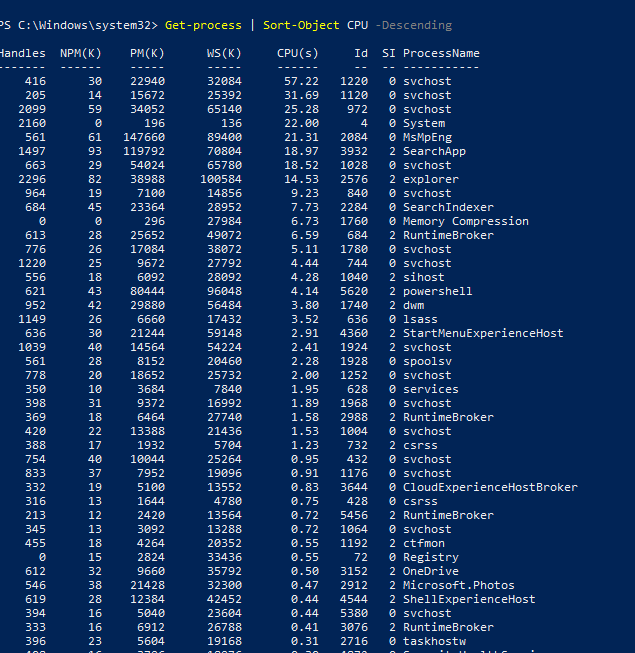 PS C:\Windows\system32> Get-process | Sort-Object CPU -Descending
Handles NPM(K) PM(K) WS(K) CPU(s) Id SI ProcessName
------- ------ ----- ----- ------ -- -- -----------
416 30 22940 32084 57.22 1220 0 svchost
205 14 15672 25392 31.69 1120 0 svchost
2099 59 34052 65140 25.28 972 0 svchost
2160 0 196 136 22.00 4 0 System
561 61 147660 89400 21.31 2084 0 MsMpEng
1497 93 119792 70804 18.97 3932 2 SearchApp
663 29 54024 65780 18.52 1028 0 svchost
2296 82 38988 100584 14.53 2576 2 explorer
964 19 7100 14856 9.23 840 0 svchost
684 45 23364 28952 7.73 2284 0 SearchIndexer
0 0 296 27984 6.73 1760 0 Memory Compression
613 28 25652 49072 6.59 684 2 RuntimeBroker
776 26 17084 38072 5.11 1780 0 svchost
1220 25 9672 27792 4.44 744 0 svchost
556 18 6092 28092 4.28 1040 2 sihost
621 43 80444 96048 4.14 5620 2 powershell
952 42 29880 56484 3.80 1740 2 dwm
1149 26 6660 17432 3.52 636 0 lsass
636 30 21244 59148 2.91 4360 2 StartMenuExperienceHost
1039 40 14564 54224 2.41 1924 2 svchost
561 28 8152 20460 2.28 1928 0 spoolsv
778 20 18652 25732 2.00 1252 0 svchost
350 10 3684 7840 1.95 628 0 services
398 31 9372 16992 1.89 1968 0 svchost
369 18 6464 27740 1.58 2988 2 RuntimeBroker
420 22 13388 21436 1.53 1004 0 svchost
388 17 1932 5704 1.23 732 2 csrss
754 40 10044 25264 0.95 432 0 svchost
833 37 7952 19096 0.91 1176 0 svchost
332 19 5100 13552 0.83 3644 0 CloudExperienceHostBroker
316 13 1644 4780 0.75 428 0 csrss
213 12 2420 13564 0.72 5456 2 RuntimeBroker
345 13 3092 13288 0.72 1064 0 svchost
455 18 4264 20352 0.55 1192 2 ctfmon
0 15 2824 33436 0.55 72 0 Registry
612 32 9660 35792 0.50 3152 2 OneDrive
546 38 21428 32300 0.47 2912 2 Microsoft.Photos
619 28 12384 42452 0.44 4544 2 ShellExperienceHost
394 16 5040 23604 0.44 5380 0 svchost
333 16 6912 26788 0.41 3076 2 RuntimeBroker
396 23 5604 19168 0.31 2716 2 taskhostw